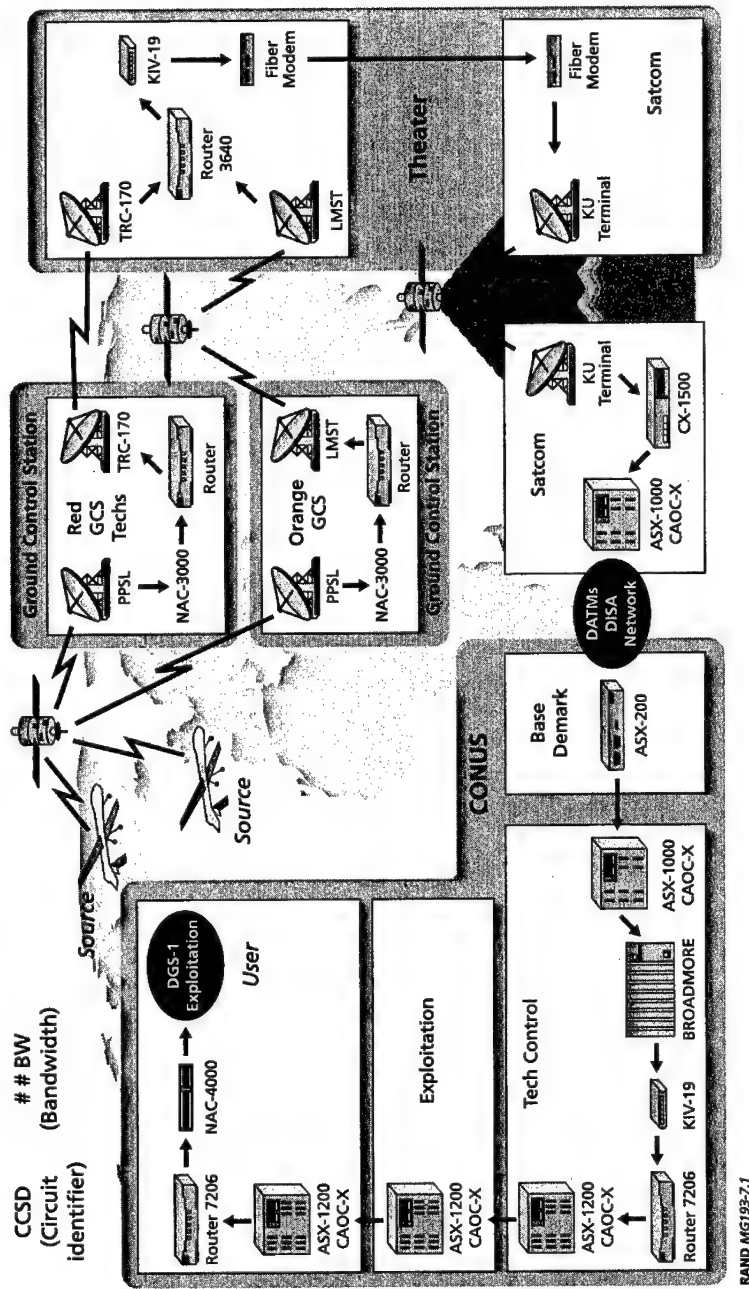 CCSD
(Circuit
identifier)
# # BW
(Bandwidth)
Source
Source
Ground Control Station
PPSL
Red
GCS
Techs
TRC-170
NAC-3000
Router
PPSL
Orange
GCS
LMST
NAC-3000
Router
Ground Control Station
TRC-170
KIV-19
Router
3640
Fiber
Modem
LMST
Theater
Fiber
Modem
KU
Terminal
Satcom
KU
Terminal
Satcom
CX-1500
ASX-1000
CAOC-X
DATMs
DISA
Network
CONUS
Base
Demark
ASX-200
Tech Control
ASX-1000
CAOC-X
BROADMORE
KIV-19
Router 7206
ASX-1200
CAOC-X
Exploitation
ASX-1200
CAOC-X
User
DGS-1
Exploitation
NAC-4000
Router 7206
ASX-1200
CAOC-X
RAND MG193-7.1